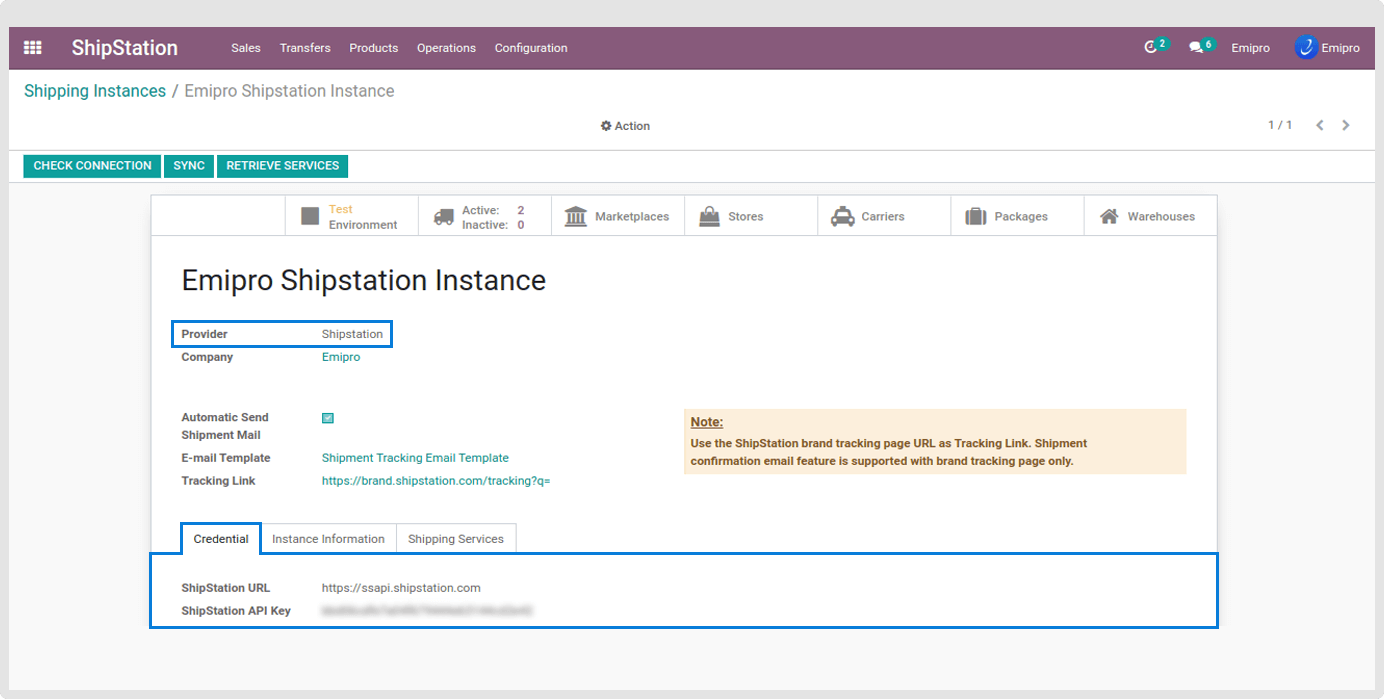 ShipStation Sales Transfers Products Operations Configuration 2 6 Emipro Emipro
Shipping Instances / Emipro Shipstation Instance
Action 1 / 1
CHECK CONNECTION SYNC RETRIEVE SERVICES
Test
Environment
Active: 2
Inactive: 0
Marketplaces
Stores
Carriers
Packages
Warehouses
Emipro Shipstation Instance
Provider Shipstation
Company Emipro
Automatic Send
Shipment Mail
E-mail Template Shipment Tracking Email Template
Tracking Link https://brand.shipstation.com/tracking?q=
Note:
Use the ShipStation brand tracking page URL as Tracking Link. Shipment
confirmation email feature is supported with brand tracking page only.
Credential Instance Information Shipping Services
ShipStation URL https://ssapi.shipstation.com
ShipStation API Key